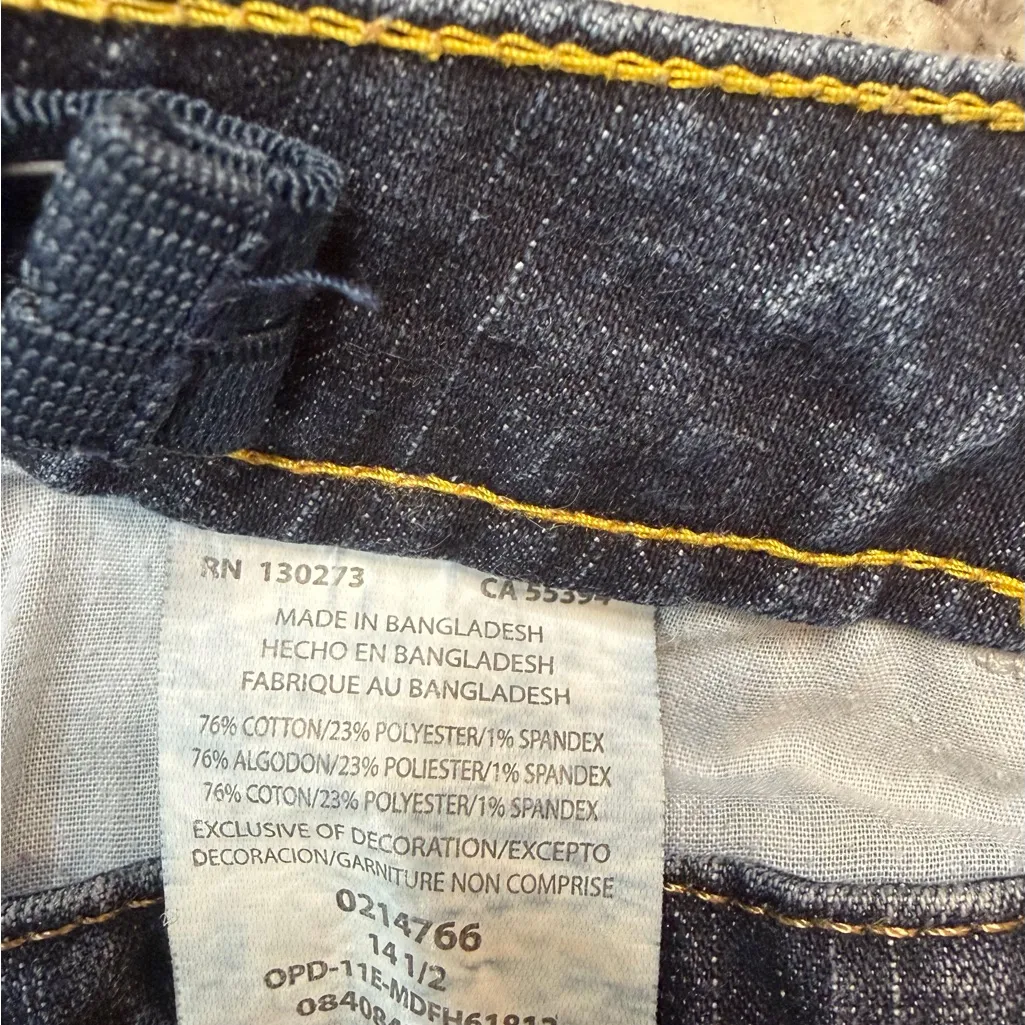 RN 130273 CA 55394
MADE IN BANGLADESH
HECHO EN BANGLADESH
FABRIQUE AU BANGLADESH
76% COTTON/23% POLYESTER/1% SPANDEX
76% ALGODON/23% POLIESTER/1% SPANDEX
76% COTON/23% POLYESTER/1% SPANDEX
EXCLUSIVE OF DECORATION/EXCEPTO
DECORACION/GARNITURE NON COMPRISE
0214766
14 1/2